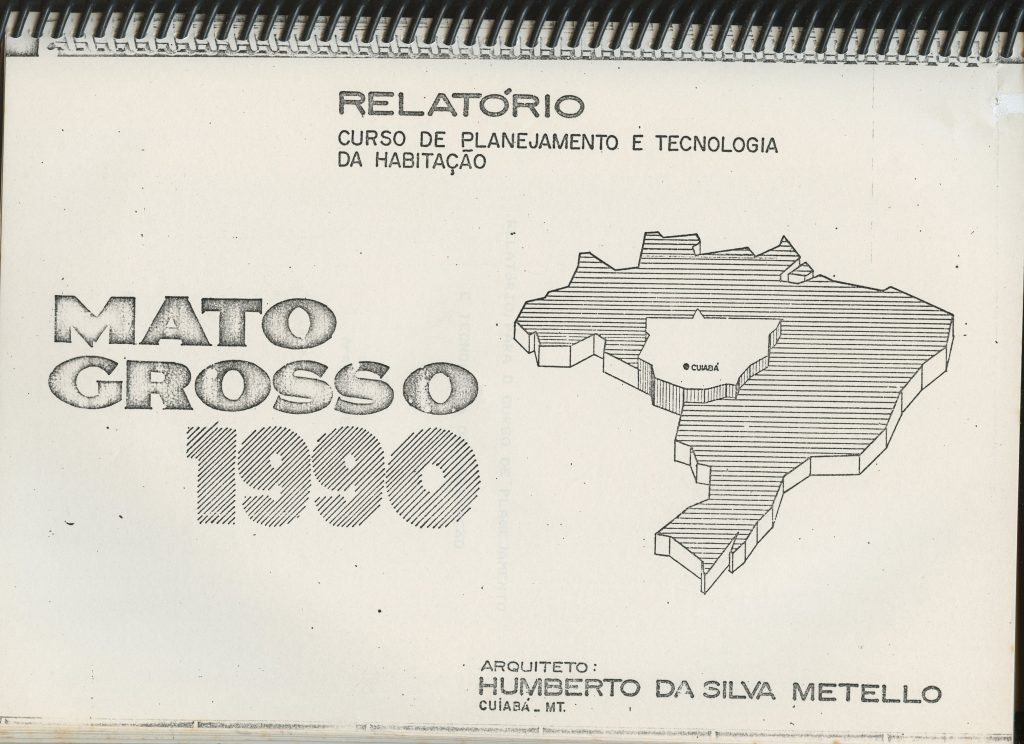 RELATÓRIO
CURSO DE PLANEJAMENTO E TECNOLOGIA
DA HABITAÇÃO
MATO
GROSSO
1990
CUIABÁ
ARQUITETO:
HUMBERTO DA SILVA METELLO
CUIABÁ - MT.